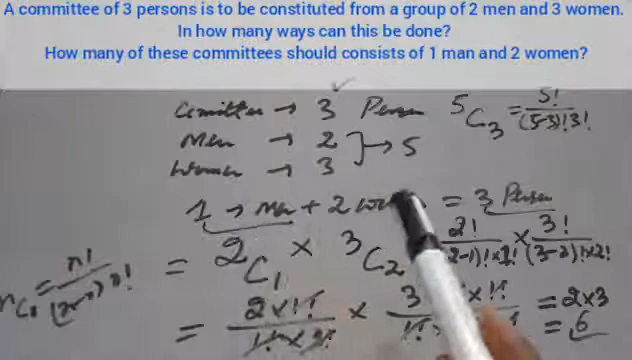 A committee of 3 persons is to be constituted from a group of 2 men and 3 women.
In how many ways can this be done?
How many of these committees should consists of 1 man and 2 women?
Committee → 3 Person ⁵C₃ = 5! / (5-3)! 3!
Men → 2
Women → 3 } → 5
1 → Men + 2 = 3 Person
= ²C₁ × ³C₂ 2! / 2-1)! × 1! × 3! / (3-2)! × 2!
n! / n!
= 2×1! / 1! × 1! × 3 × 1! / 1! = 2×3
= 6